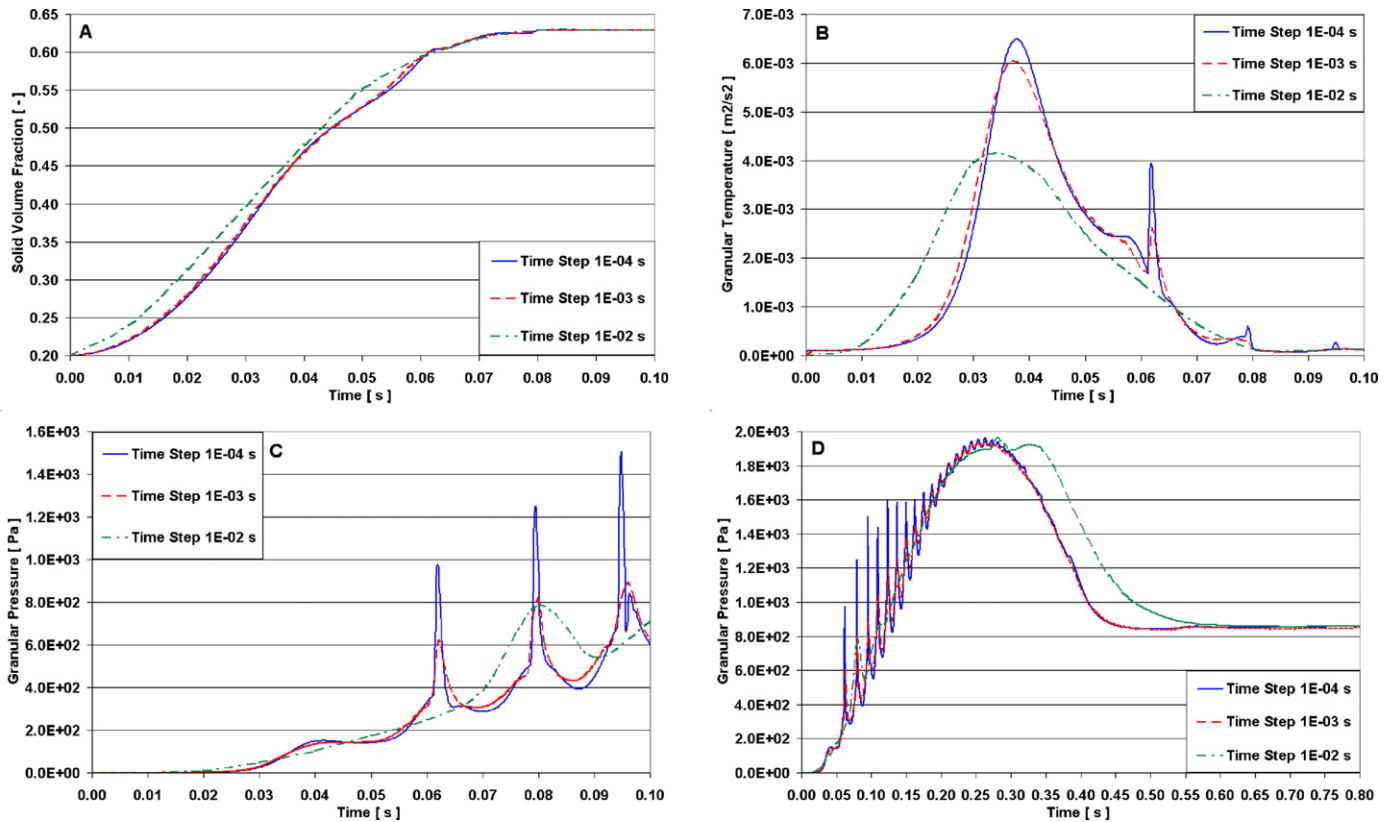 A
Solid Volume Fraction [ - ]
0.60
0.55
0.50
0.45
0.40
0.35
0.30
0.25
0.20
0.00 0.01 0.02 0.03 0.04 0.05 0.06 0.07 0.08 0.09 0.10
Time [ s ]
Time Step 1E-04 s
Time Step 1E-03 s
Time Step 1E-02 s
B
Granular Temperature [ m2/s2 ]
7.0E-03
6.0E-03
5.0E-03
4.0E-03
3.0E-03
2.0E-03
1.0E-03
0.0E+00
0.00 0.01 0.02 0.03 0.04 0.05 0.06 0.07 0.08 0.09 0.10
Time [ s ]
Time Step 1E-04 s
Time Step 1E-03 s
Time Step 1E-02 s
C
Granular Pressure [ Pa ]
1.6E+03
1.4E+03
1.2E+03
1.0E+03
8.0E+02
6.0E+02
4.0E+02
2.0E+02
0.0E+00
0.00 0.01 0.02 0.03 0.04 0.05 0.06 0.07 0.08 0.09 0.10
Time [ s ]
Time Step 1E-04 s
Time Step 1E-03 s
Time Step 1E-02 s
D
Granular Pressure [ Pa ]
2.0E+03
1.8E+03
1.6E+03
1.4E+03
1.2E+03
1.0E+03
8.0E+02
6.0E+02
4.0E+02
2.0E+02
0.0E+00
0.00 0.05 0.10 0.15 0.20 0.25 0.30 0.35 0.40 0.45 0.50 0.55 0.60 0.65 0.70 0.75 0.80
Time [ s ]
Time Step 1E-04 s
Time Step 1E-03 s
Time Step 1E-02 s